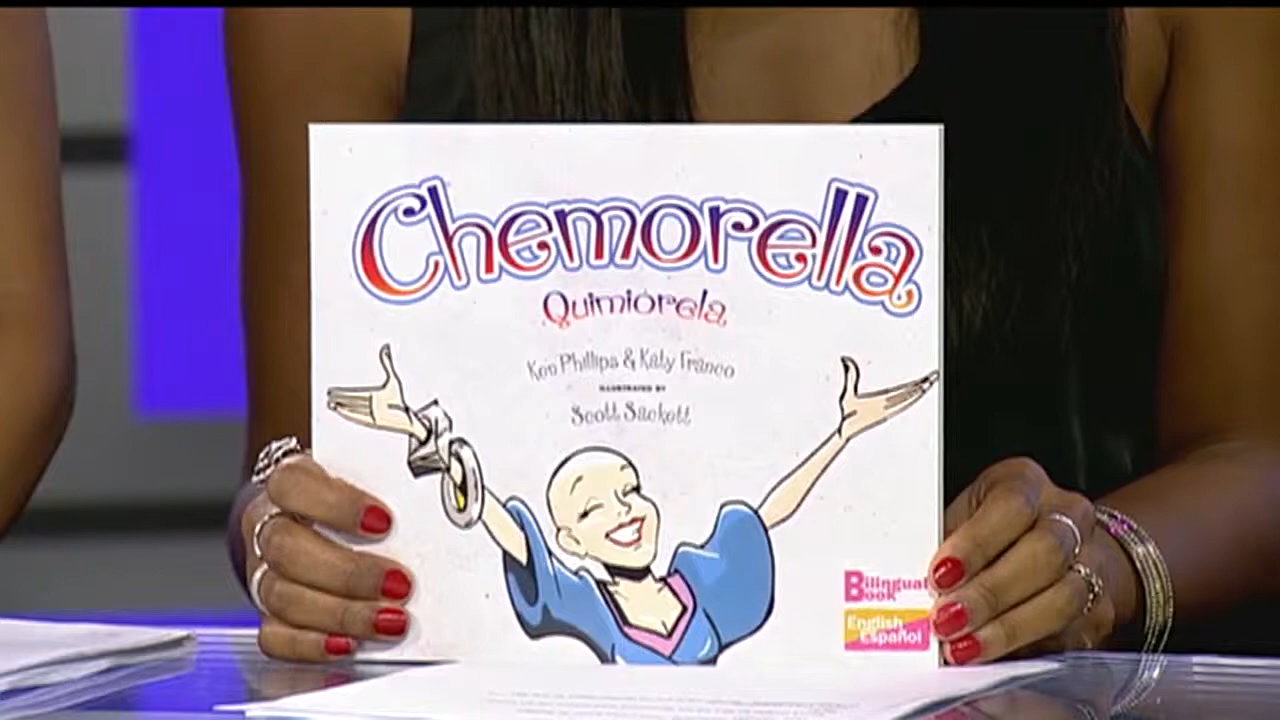 Chemorella
Quimiorela
Ken Phillips & Katy Franco
ILLUSTRATED BY
Scott Sackett
Bilingual
Book
English
Español